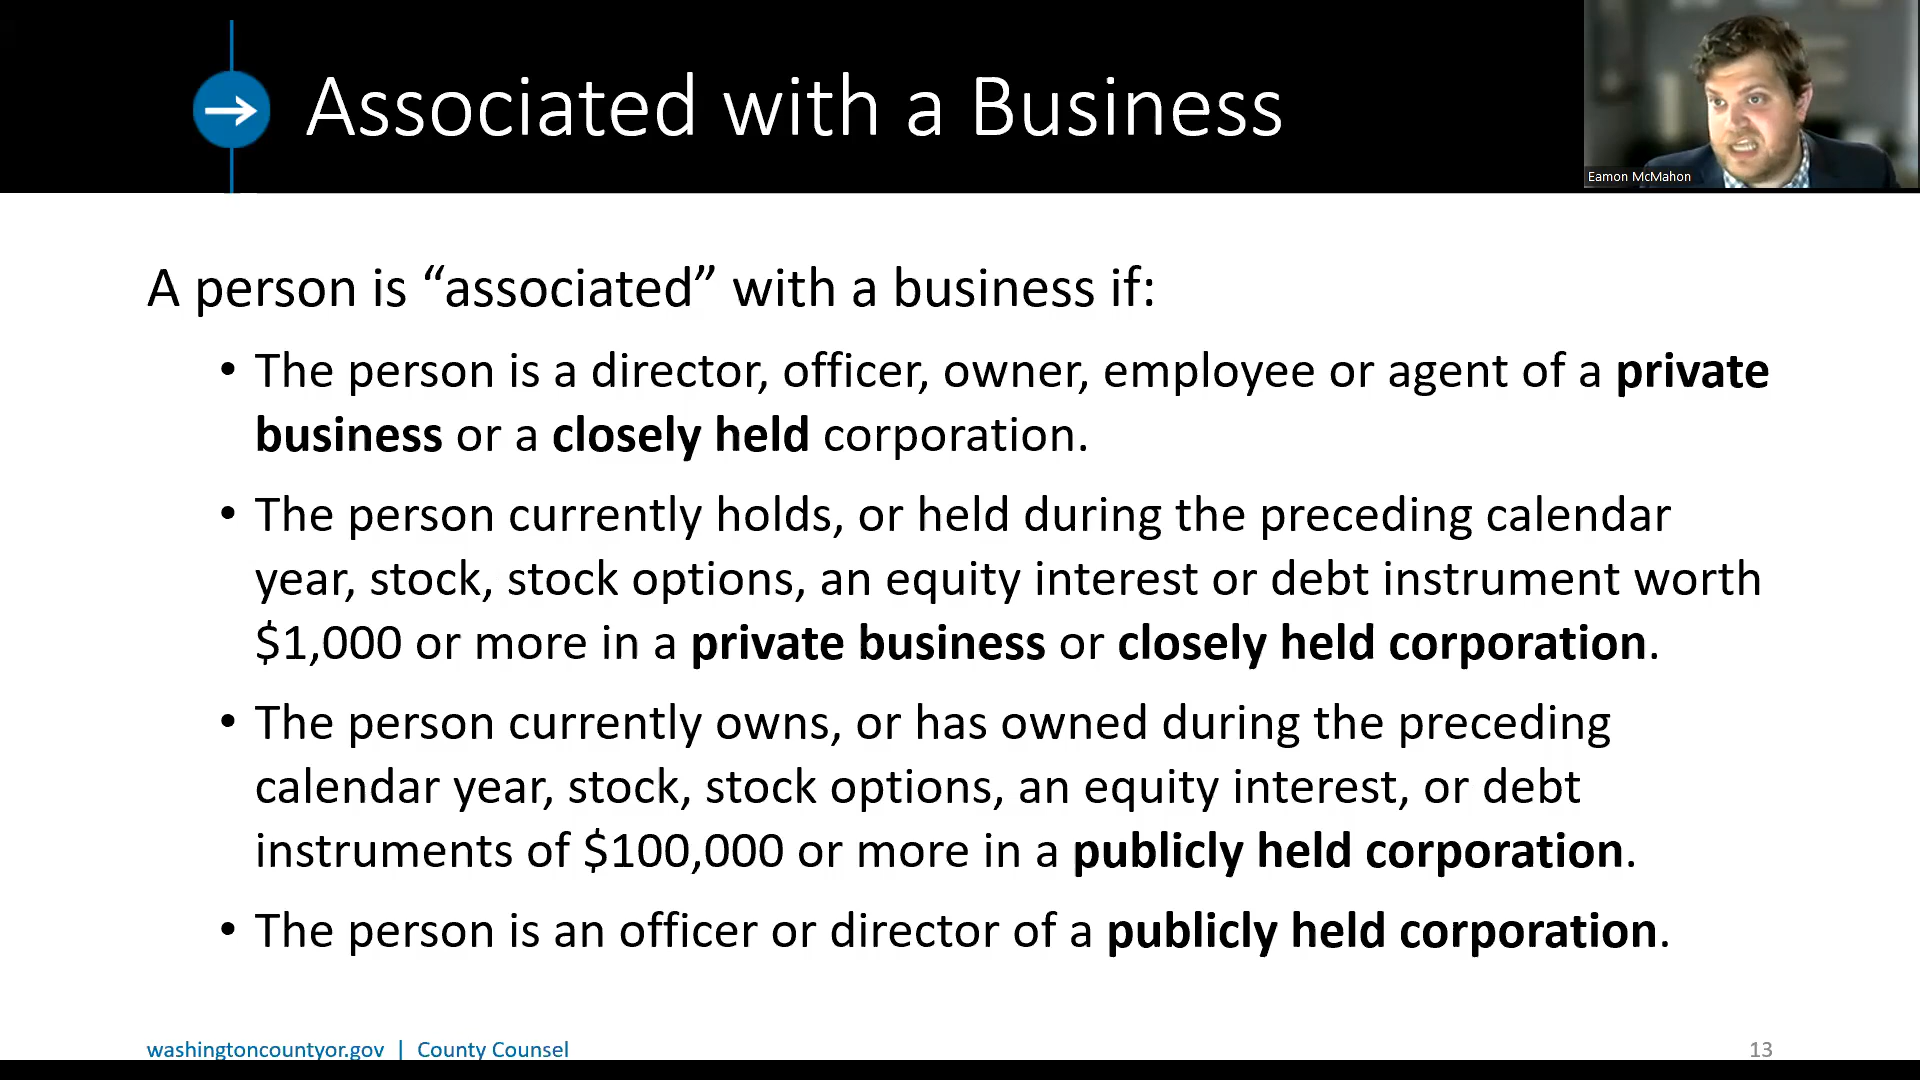 Associated with a Business
Eamon McMahon
A person is “associated” with a business if:
• The person is a director, officer, owner, employee or agent of a private
business or a closely held corporation.
• The person currently holds, or held during the preceding calendar
year, stock, stock options, an equity interest or debt instrument worth
$1,000 or more in a private business or closely held corporation.
• The person currently owns, or has owned during the preceding
calendar year, stock, stock options, an equity interest, or debt
instruments of $100,000 or more in a publicly held corporation.
• The person is an officer or director of a publicly held corporation.
washingtoncountyor.gov | County Counsel
13